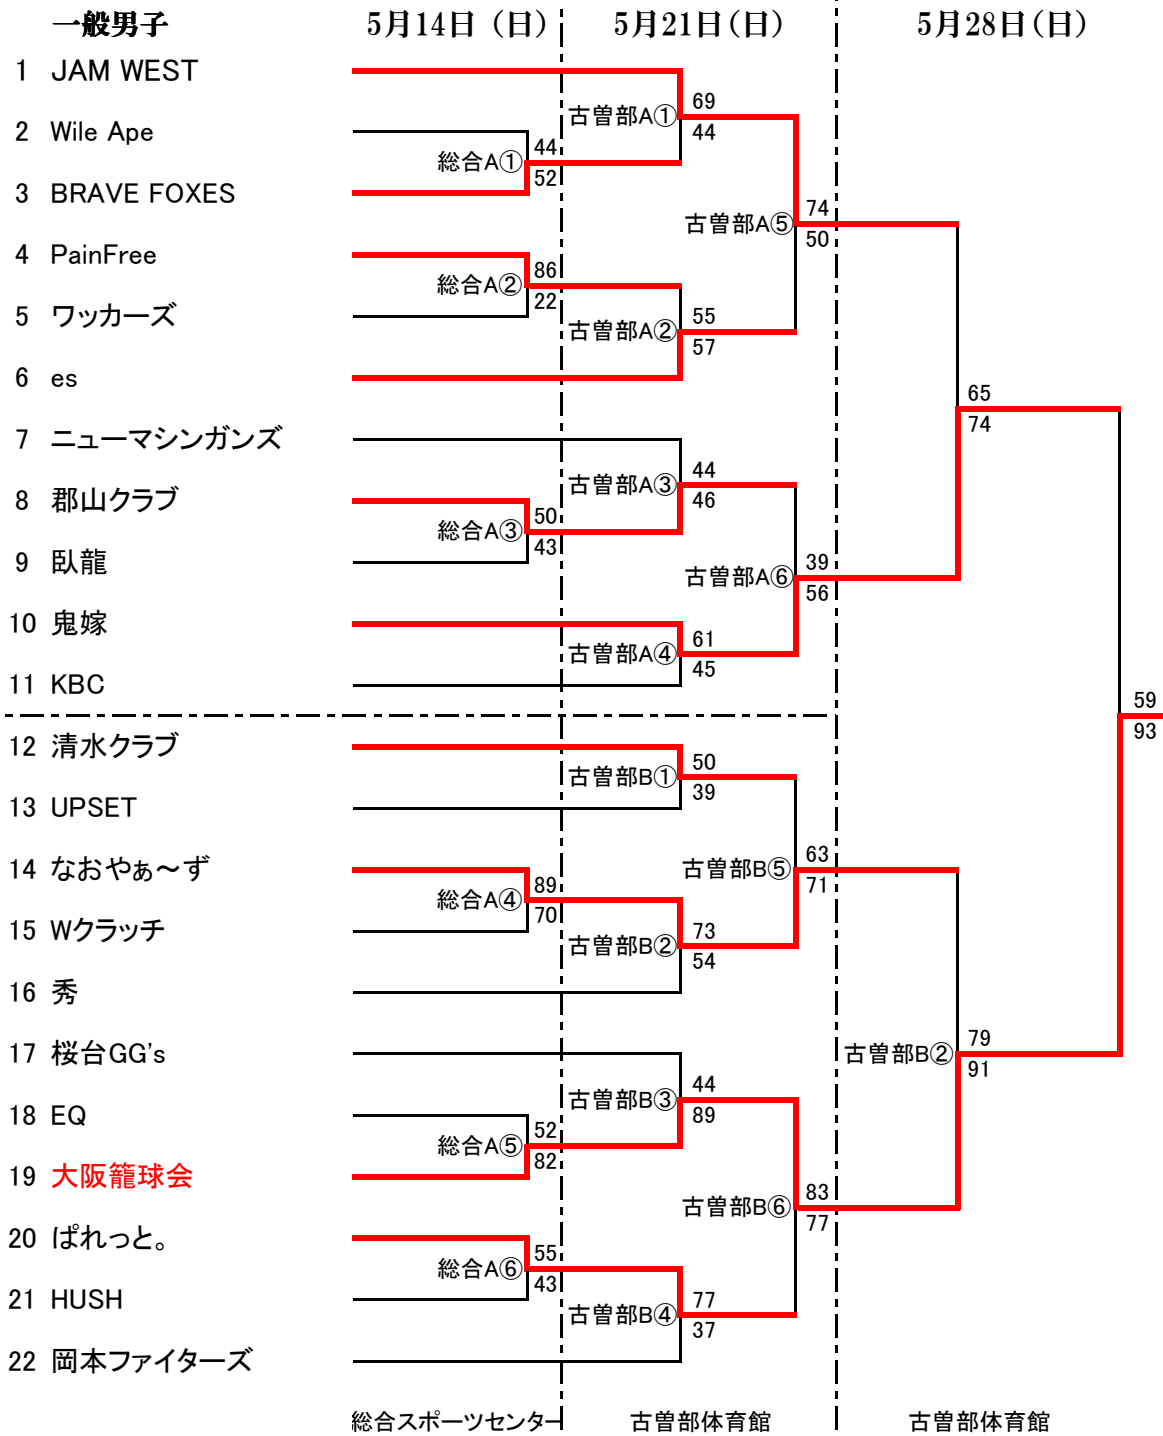 一般男子 5月14日 (日) 5月21日(日) 5月28日(日)
1 JAM WEST
69
古曽部A①
44
2 Wile Ape
44
総合A①
52
3 BRAVE FOXES
74
古曽部A⑤
50
4 PainFree
86
総合A②
22
5 ワッカーズ
55
古曽部A②
57
6 es
65
74
7 ニューマシンガンズ
44
古曽部A③
46
8 郡山クラブ
50
総合A③
43
9 臥龍
39
古曽部A⑥
56
10 鬼嫁
61
古曽部A④
45
11 KBC
59
93
12 清水クラブ
50
古曽部B①
39
13 UPSET
63
古曽部B⑤
71
14 なおやぁ～ず
89
総合A④
70
15 Wクラッチ
73
古曽部B②
54
16 秀
79
古曽部B②
91
17 桜台GG's
44
古曽部B③
89
18 EQ
52
総合A⑤
82
19 大阪籠球会
83
古曽部B⑥
77
20 ぱれっと。
55
総合A⑥
43
21 HUSH
77
古曽部B④
37
22 岡本ファイターズ
総合スポーツセンター 古曽部体育館 古曽部体育館